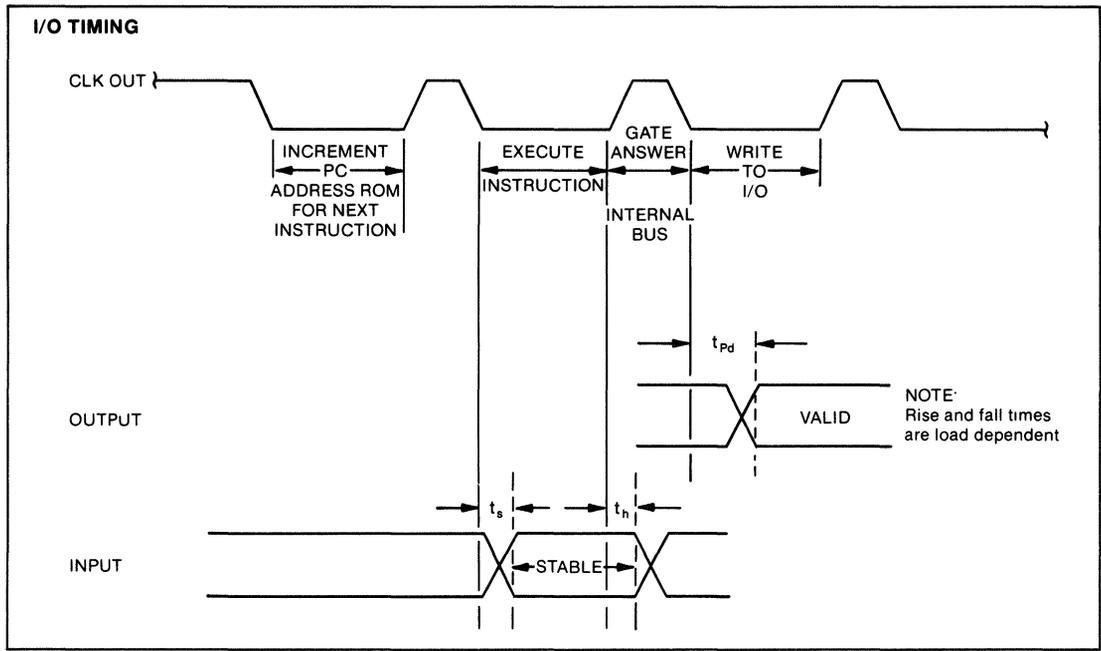 I/O TIMING
CLK OUT
INCREMENT
PC
ADDRESS ROM
FOR NEXT
INSTRUCTION
EXECUTE
INSTRUCTION
GATE
ANSWER
INTERNAL
BUS
WRITE
TO
I/O
tPd
OUTPUT
VALID
NOTE·
Rise and fall times
are load dependent
ts
th
INPUT
STABLE